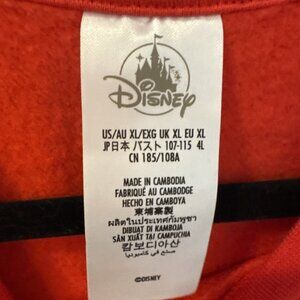 Disney
US/AU XL/EXG UK XL EU XL
JP日本 バスト 107-115 4L
CN 185/108A
MADE IN CAMBODIA
FABRIQUÉ AU CAMBODGE
HECHO EN CAMBOYA
柬埔寨製
ผลิตในประเทศกัมพูชา
DIBUAT DI KAMBOJA
SẢN XUẤT TẠI CAMPUCHIA
캄보디아산
صنع في كامبوديا
©DISNEY